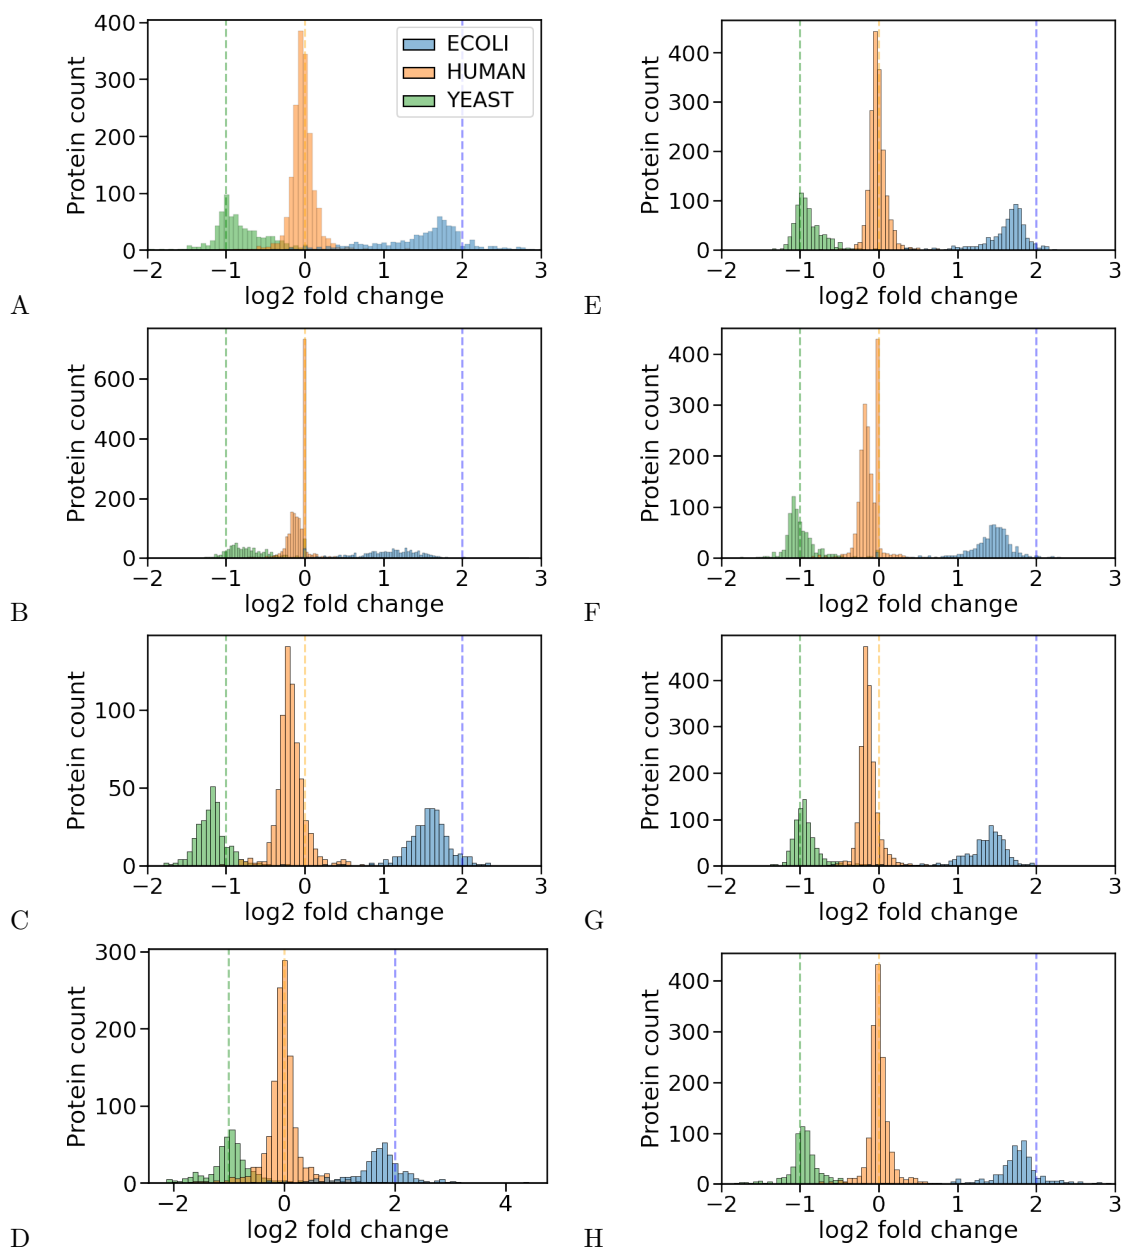 400
300
200
100
0
Protein count
ECOLI
HUMAN
YEAST
−2 −1 0 1 2 3
log2 fold change
A
400
300
200
100
0
Protein count
−2 −1 0 1 2 3
log2 fold change
E
600
400
200
0
Protein count
−2 −1 0 1 2 3
log2 fold change
B
400
300
200
100
0
Protein count
−2 −1 0 1 2 3
log2 fold change
F
100
50
0
Protein count
−2 −1 0 1 2 3
log2 fold change
C
400
300
200
100
0
Protein count
−2 −1 0 1 2 3
log2 fold change
G
300
200
100
0
Protein count
−2 0 2 4
log2 fold change
D
400
300
200
100
0
Protein count
−2 −1 0 1 2 3
log2 fold change
H